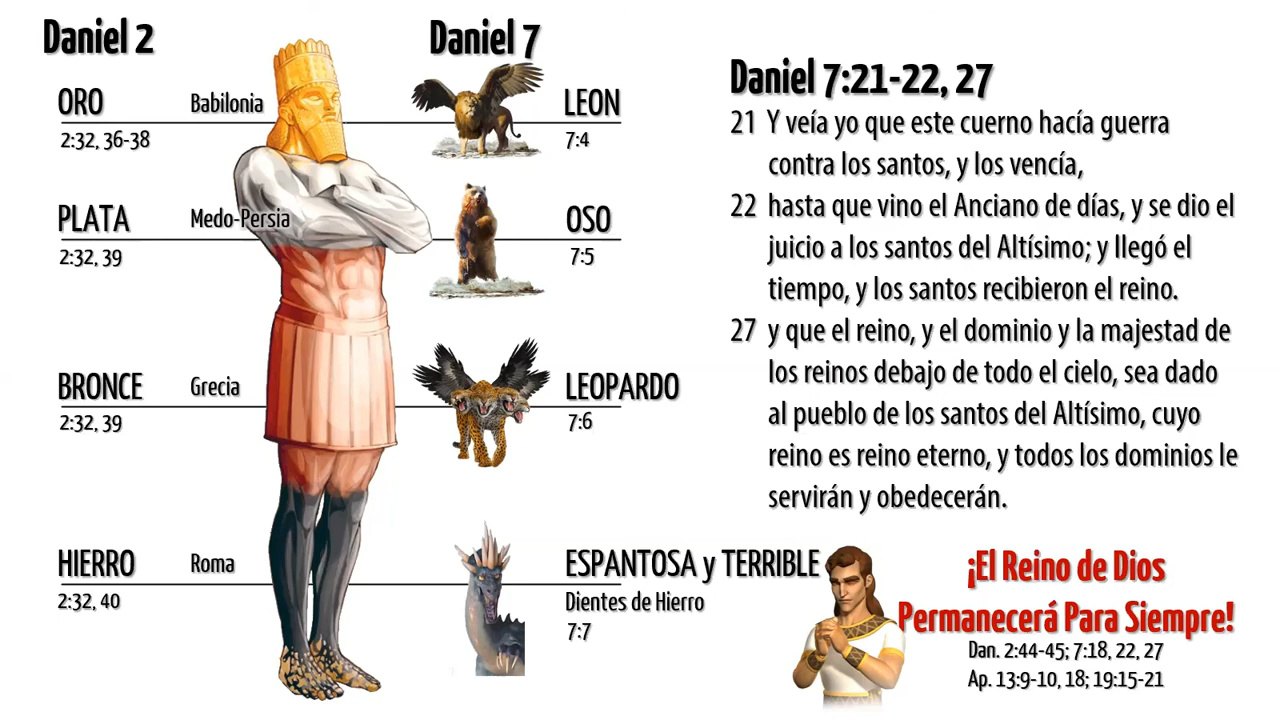 Daniel 2
Daniel 7
ORO
Babilonia
LEON
2:32, 36-38
7:4
PLATA
Medo-Persia
OSO
2:32, 39
7:5
BRONCE
Grecia
LEOPARDO
2:32, 39
7:6
HIERRO
Roma
ESPANTOSA y TERRIBLE
2:32, 40
Dientes de Hierro
7:7
Daniel 7:21-22, 27
21 Y veía yo que este cuerno hacía guerra
contra los santos, y los vencía,
22 hasta que vino el Anciano de días, y se dio el
juicio a los santos del Altísimo; y llegó el
tiempo, y los santos recibieron el reino.
27 y que el reino, y el dominio y la majestad de
los reinos debajo de todo el cielo, sea dado
al pueblo de los santos del Altísimo, cuyo
reino es reino eterno, y todos los dominios le
servirán y obedecerán.
¡El Reino de Dios
Permanecerá Para Siempre!
Dan. 2:44-45; 7:18, 22, 27
Ap. 13:9-10, 18; 19:15-21